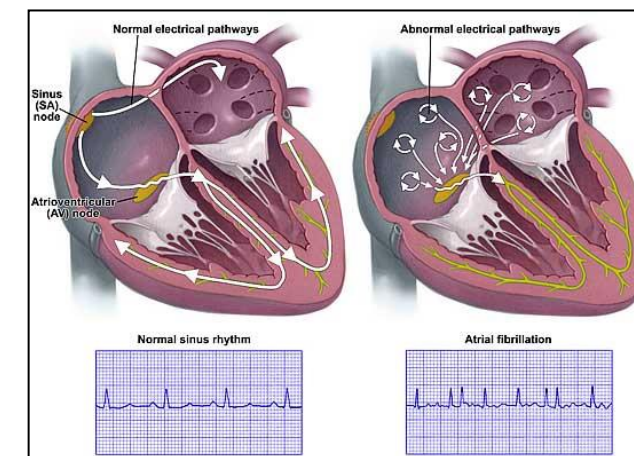 Normal electrical pathways
Abnormal electrical pathways
Sinus
(SA)
node
Atrioventricular
(AV) node
Normal sinus rhythm
Atrial fibrillation